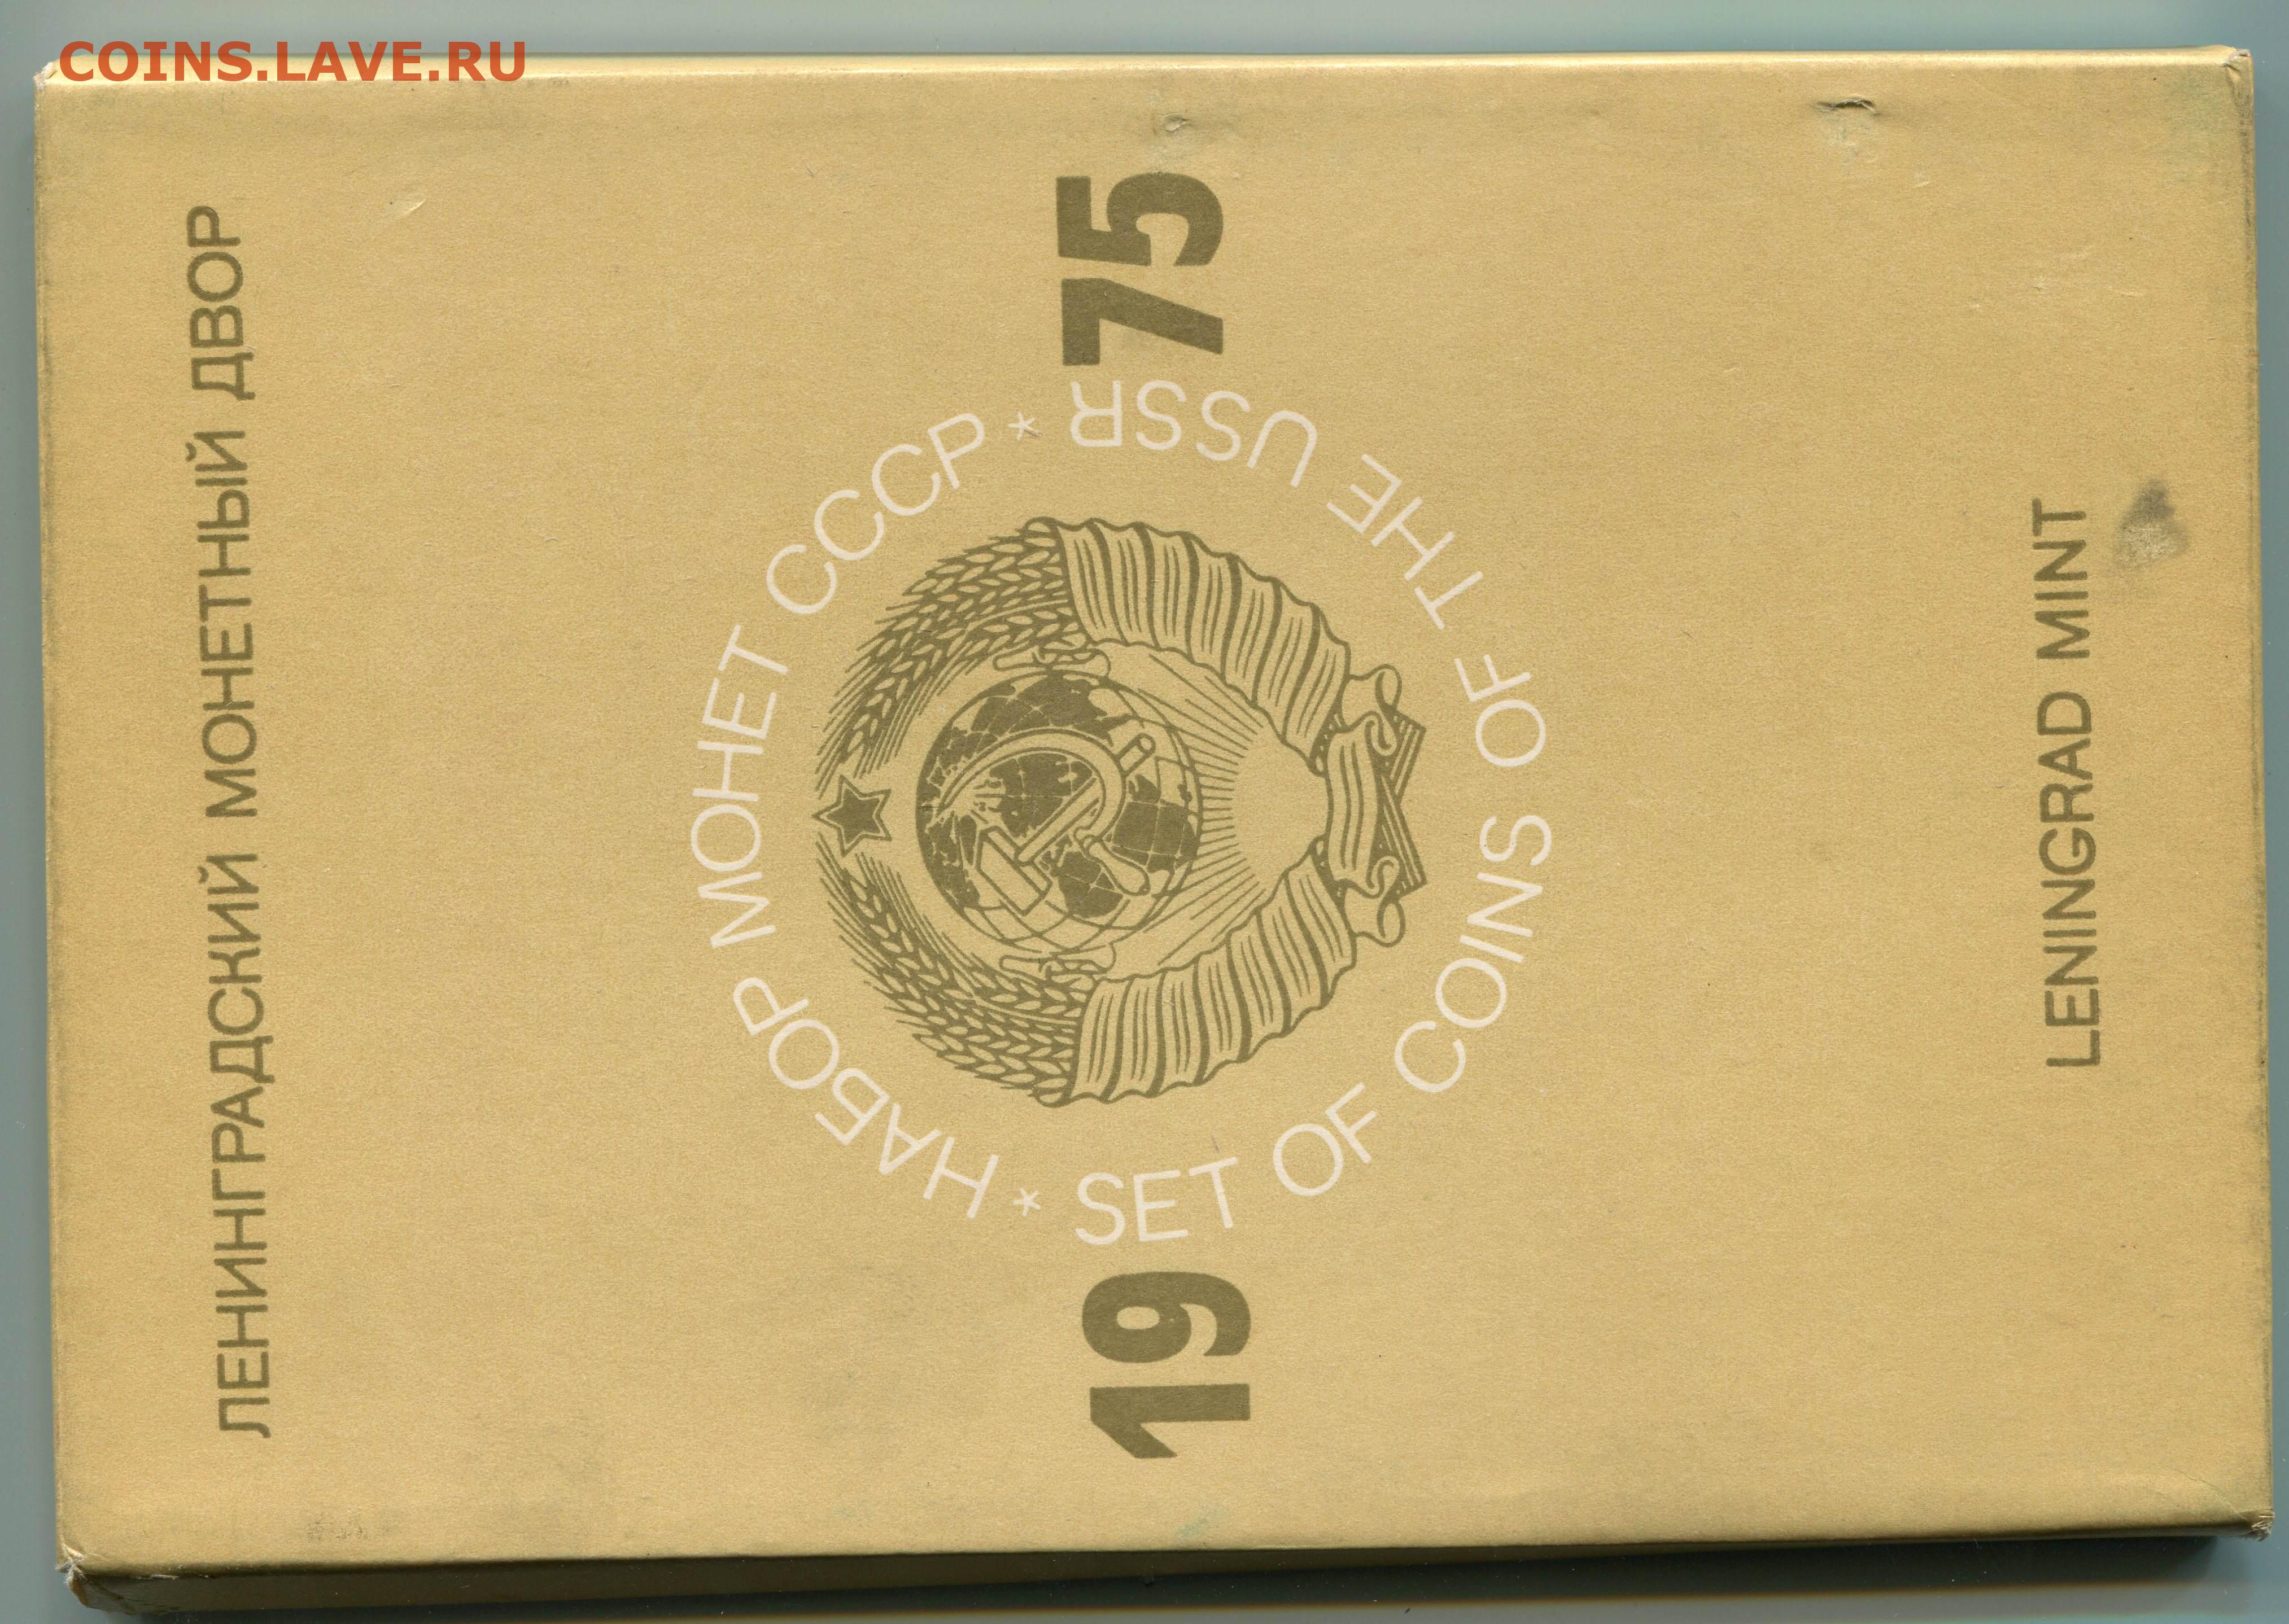 COINS.LAVE.RU
ЛЕНИНГРАДСКИЙ МОНЕТНЫЙ ДВОР
НАБОР МОНЕТ СССР
19 75
* SET OF COINS OF THE USSR *
LENINGRAD MINT